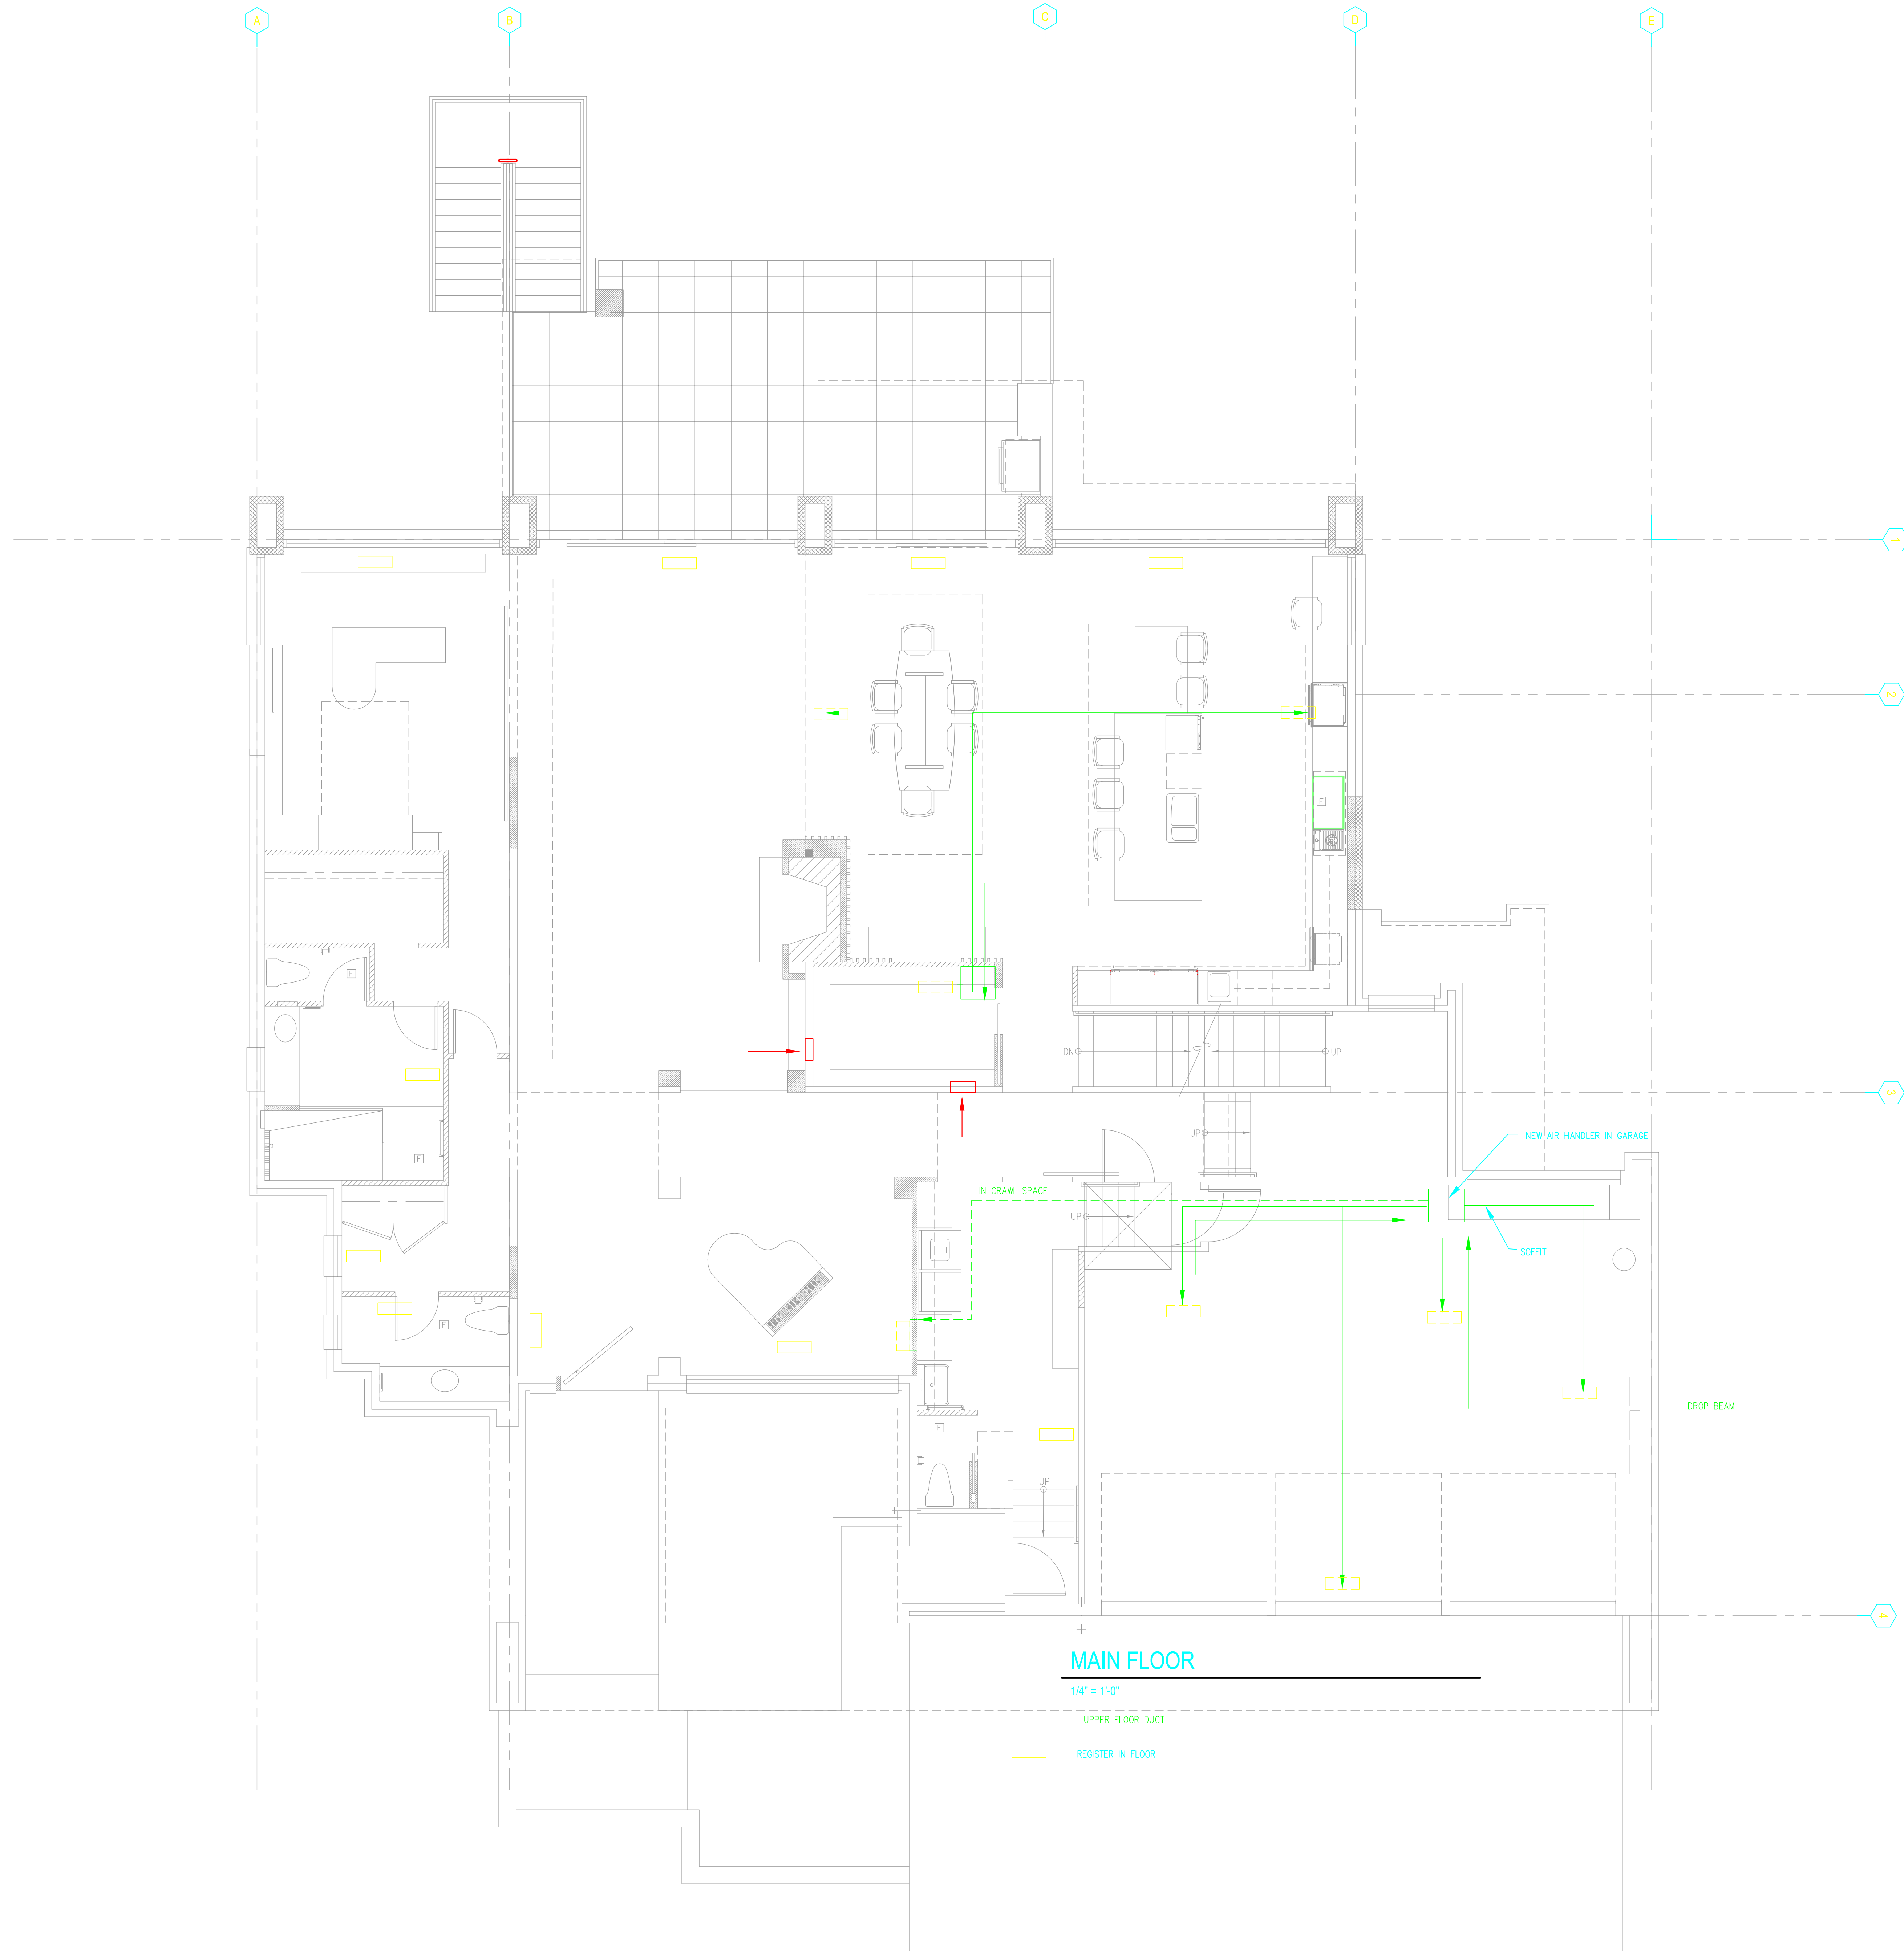 A
B
C
D
E
1
2
F
F
DN
UP
3
UP
NEW AIR HANDLER IN GARAGE
F
IN CRAWL SPACE
UP
SOFFIT
F
DROP BEAM
F
UP
4
MAIN FLOOR
1/4" = 1'-0"
UPPER FLOOR DUCT
REGISTER IN FLOOR